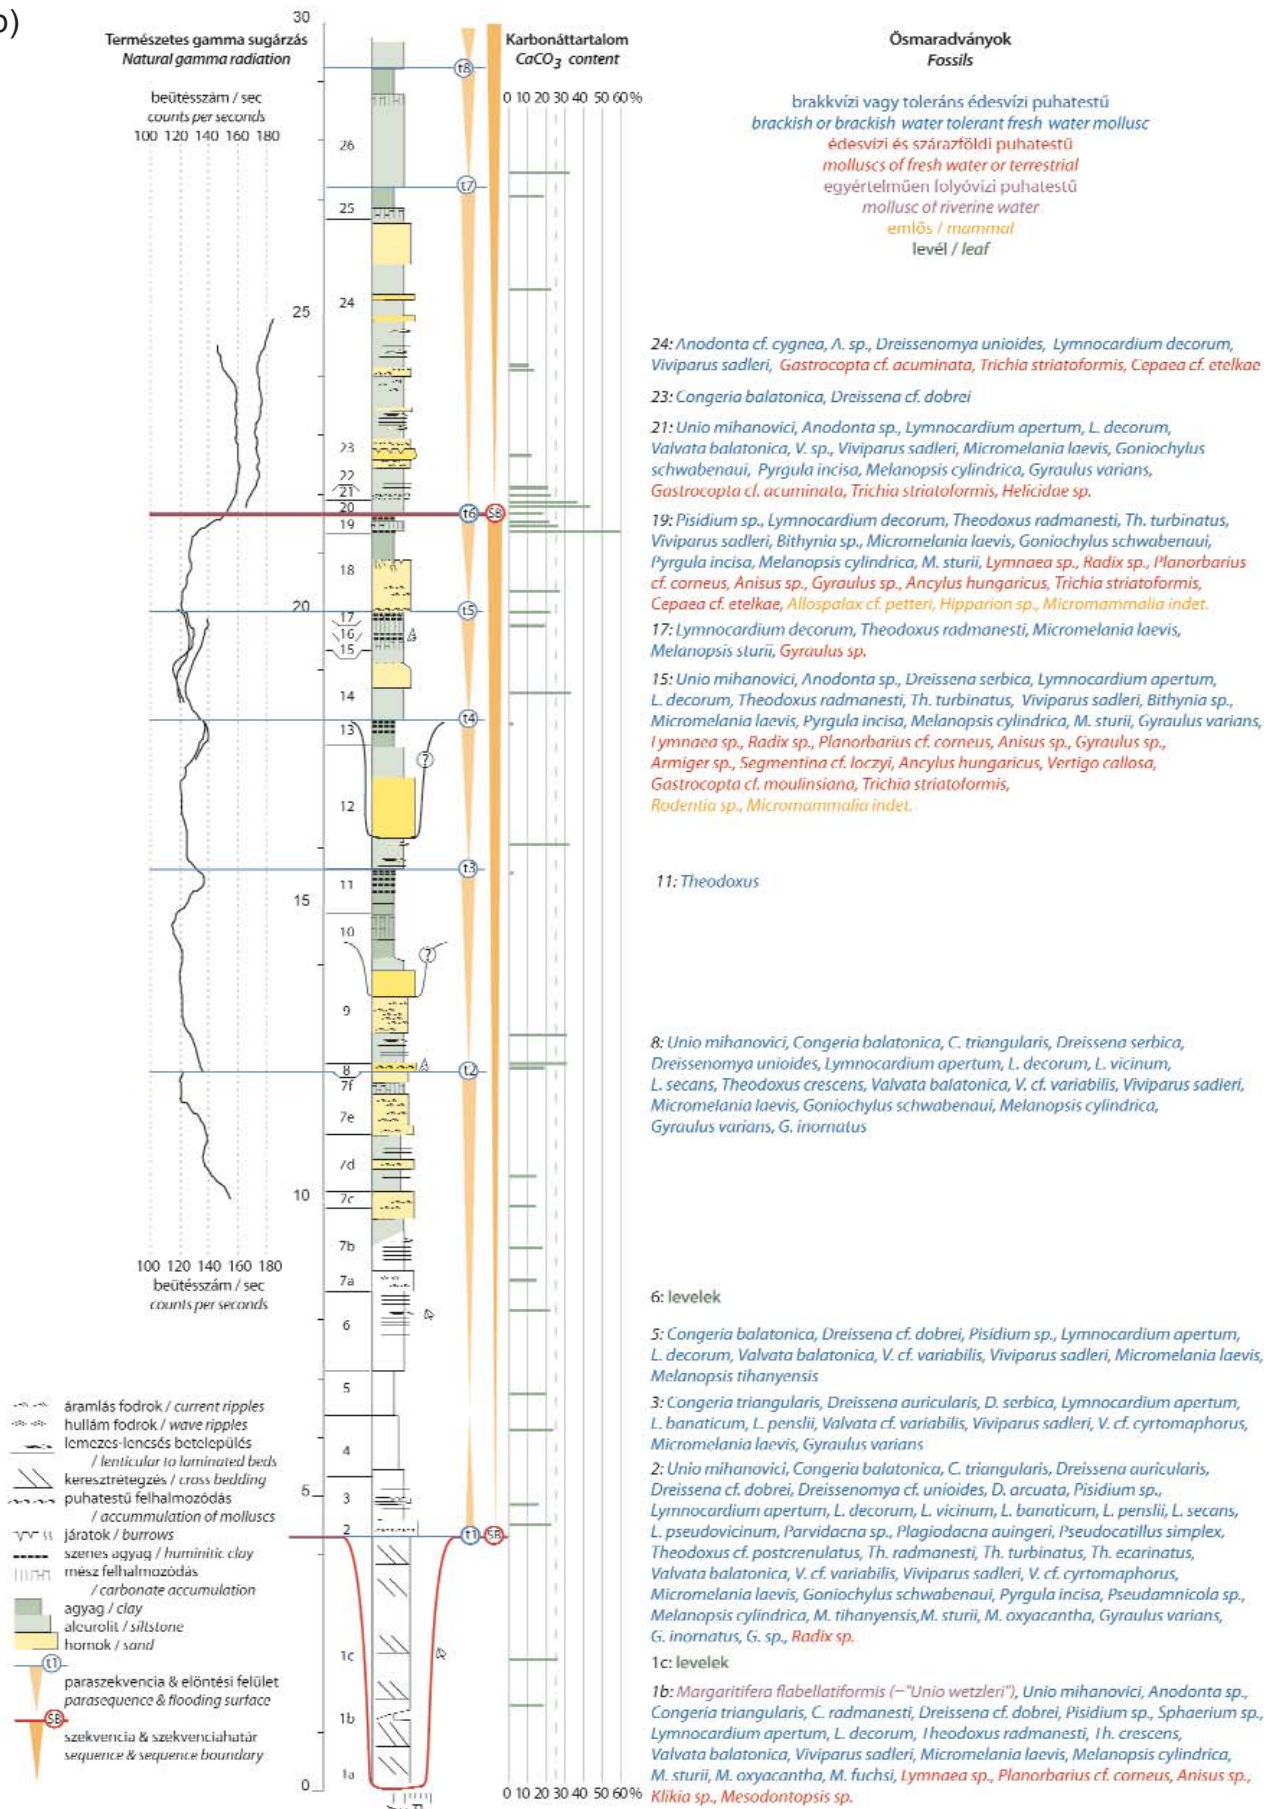 b)
30
Természetes gamma sugárzás
Natural gamma radiation
beütésszám / sec
counts per seconds
100 120 140 160 180
Karbonáttartalom
CaCO3 content
0 10 20 30 40 50 60%
Ősmaradványok
Fossils
brakkvízi vagy toleráns édesvízi puhatestű
brackish or brackish water tolerant fresh water mollusc
édesvízi és szárazföldi puhatestű
molluscs of fresh water or terrestrial
egyértelműen folyóvízi puhatestű
mollusc of riverine water
emlős / mammal
levél / leaf
t8
26
t7
25
24
25
23
22
21
20
t6
SB
19
18
20
t5
17
16
15
14
t4
13
?
12
t3
11
15
10
?
9
8
t2
7f
7e
7d
10
7c
7b
7a
6
5
4
5
3
2
t1
SB
1c
1b
1a
0
100 120 140 160 180
beütésszám / sec
counts per seconds
0 10 20 30 40 50 60%
24: Anodonta cf. cygnea, A. sp., Dreissenomya unioides, Lymnocardium decorum,
Viviparus sadleri, Gastrocopta cf. acuminata, Trichia striatoformis, Cepaea cf. etelkae
23: Congeria balatonica, Dreissena cf. dobrei
21: Unio mihanovici, Anodonta sp., Lymnocardium apertum, L. decorum,
Valvata balatonica, V. sp., Viviparus sadleri, Micromelania laevis, Goniochylus
schwabenaui, Pyrgula incisa, Melanopsis cylindrica, Gyraulus varians,
Gastrocopta cf. acuminata, Trichia striatoformis, Helicidae sp.
19: Pisidium sp., Lymnocardium decorum, Theodoxus radmanesti, Th. turbinatus,
Viviparus sadleri, Bithynia sp., Micromelania laevis, Goniochylus schwabenaui,
Pyrgula incisa, Melanopsis cylindrica, M. sturii, Lymnaea sp., Radix sp., Planorbarius
cf. corneus, Anisus sp., Gyraulus sp., Ancylus hungaricus, Trichia striatoformis,
Cepaea cf. etelkae, Allospalax cf. petteri, Hipparion sp., Micromammalia indet.
17: Lymnocardium decorum, Theodoxus radmanesti, Micromelania laevis,
Melanopsis sturii, Gyraulus sp.
15: Unio mihanovici, Anodonta sp., Dreissena serbica, Lymnocardium apertum,
L. decorum, Theodoxus radmanesti, Th. turbinatus, Viviparus sadleri, Bithynia sp.,
Micromelania laevis, Pyrgula incisa, Melanopsis cylindrica, M. sturii, Gyraulus varians,
Lymnaea sp., Radix sp., Planorbarius cf. corneus, Anisus sp., Gyraulus sp.,
Armiger sp., Segmentina cf. loczyi, Ancylus hungaricus, Vertigo callosa,
Gastrocopta cf. moulinsiana, Trichia striatoformis,
Rodentia sp., Micromammalia indet.
11: Theodoxus
8: Unio mihanovici, Congeria balatonica, C. triangularis, Dreissena serbica,
Dreissenomya unioides, Lymnocardium apertum, L. decorum, L. vicinum,
L. secans, Theodoxus crescens, Valvata balatonica, V. cf. variabilis, Viviparus sadleri,
Micromelania laevis, Goniochylus schwabenaui, Melanopsis cylindrica,
Gyraulus varians, G. inornatus
6: levelek
5: Congeria balatonica, Dreissena cf. dobrei, Pisidium sp., Lymnocardium apertum,
L. decorum, Valvata balatonica, V. cf. variabilis, Viviparus sadleri, Micromelania laevis,
Melanopsis tihanyensis
3: Congeria triangularis, Dreissena auricularis, D. serbica, Lymnocardium apertum,
L. banaticum, L. penslii, Valvata cf. variabilis, Viviparus sadleri, V. cf. cyrtomaphorus,
Micromelania laevis, Gyraulus varians
2: Unio mihanovici, Congeria balatonica, C. triangularis, Dreissena auricularis,
Dreissena cf. dobrei, Dreissenomya cf. unioides, D. arcuata, Pisidium sp.,
Lymnocardium apertum, L. decorum, L. vicinum, L. banaticum, L. penslii, L. secans,
L. pseudovicinum, Parvidacna sp., Plagiodacna auingeri, Pseudocatillus simplex,
Theodoxus cf. postcrenulatus, Th. radmanesti, Th. turbinatus, Th. ecarinatus,
Valvata balatonica, V. cf. variabilis, Viviparus sadleri, V. cf. cyrtomaphorus,
Micromelania laevis, Goniochylus schwabenaui, Pyrgula incisa, Pseudamnicola sp.,
Melanopsis cylindrica, M. tihanyensis, M. sturii, M. oxyacantha, Gyraulus varians,
G. inornatus, G. sp., Radix sp.
1c: levelek
1b: Margaritifera flabellatiformis (="Unio wetzleri"), Unio mihanovici, Anodonta sp.,
Congeria triangularis, C. radmanesti, Dreissena cf. dobrei, Pisidium sp., Sphaerium sp.,
Lymnocardium apertum, L. decorum, Theodoxus radmanesti, Th. crescens,
Valvata balatonica, Viviparus sadleri, Micromelania laevis, Melanopsis cylindrica,
M. sturii, M. oxyacantha, M. fuchsi, Lymnaea sp., Planorbarius cf. corneus, Anisus sp.,
Klikia sp., Mesodontopsis sp.
áramlás fodrok / current ripples
hullám fodrok / wave ripples
lemezes-lencsés betelepülés
/ lenticular to laminated beds
keresztrétegzés / cross bedding
puhatestű felhalmozódás
/ accummulation of molluscs
járatok / burrows
szenes agyag / huminitic clay
mész felhalmozódás
/ carbonate accumulation
agyag / clay
aleurolit / siltstone
homok / sand
t1
paraszekvencia & elöntési felület
parasequence & flooding surface
SB
szekvencia & szekvenciahatár
sequence & sequence boundary